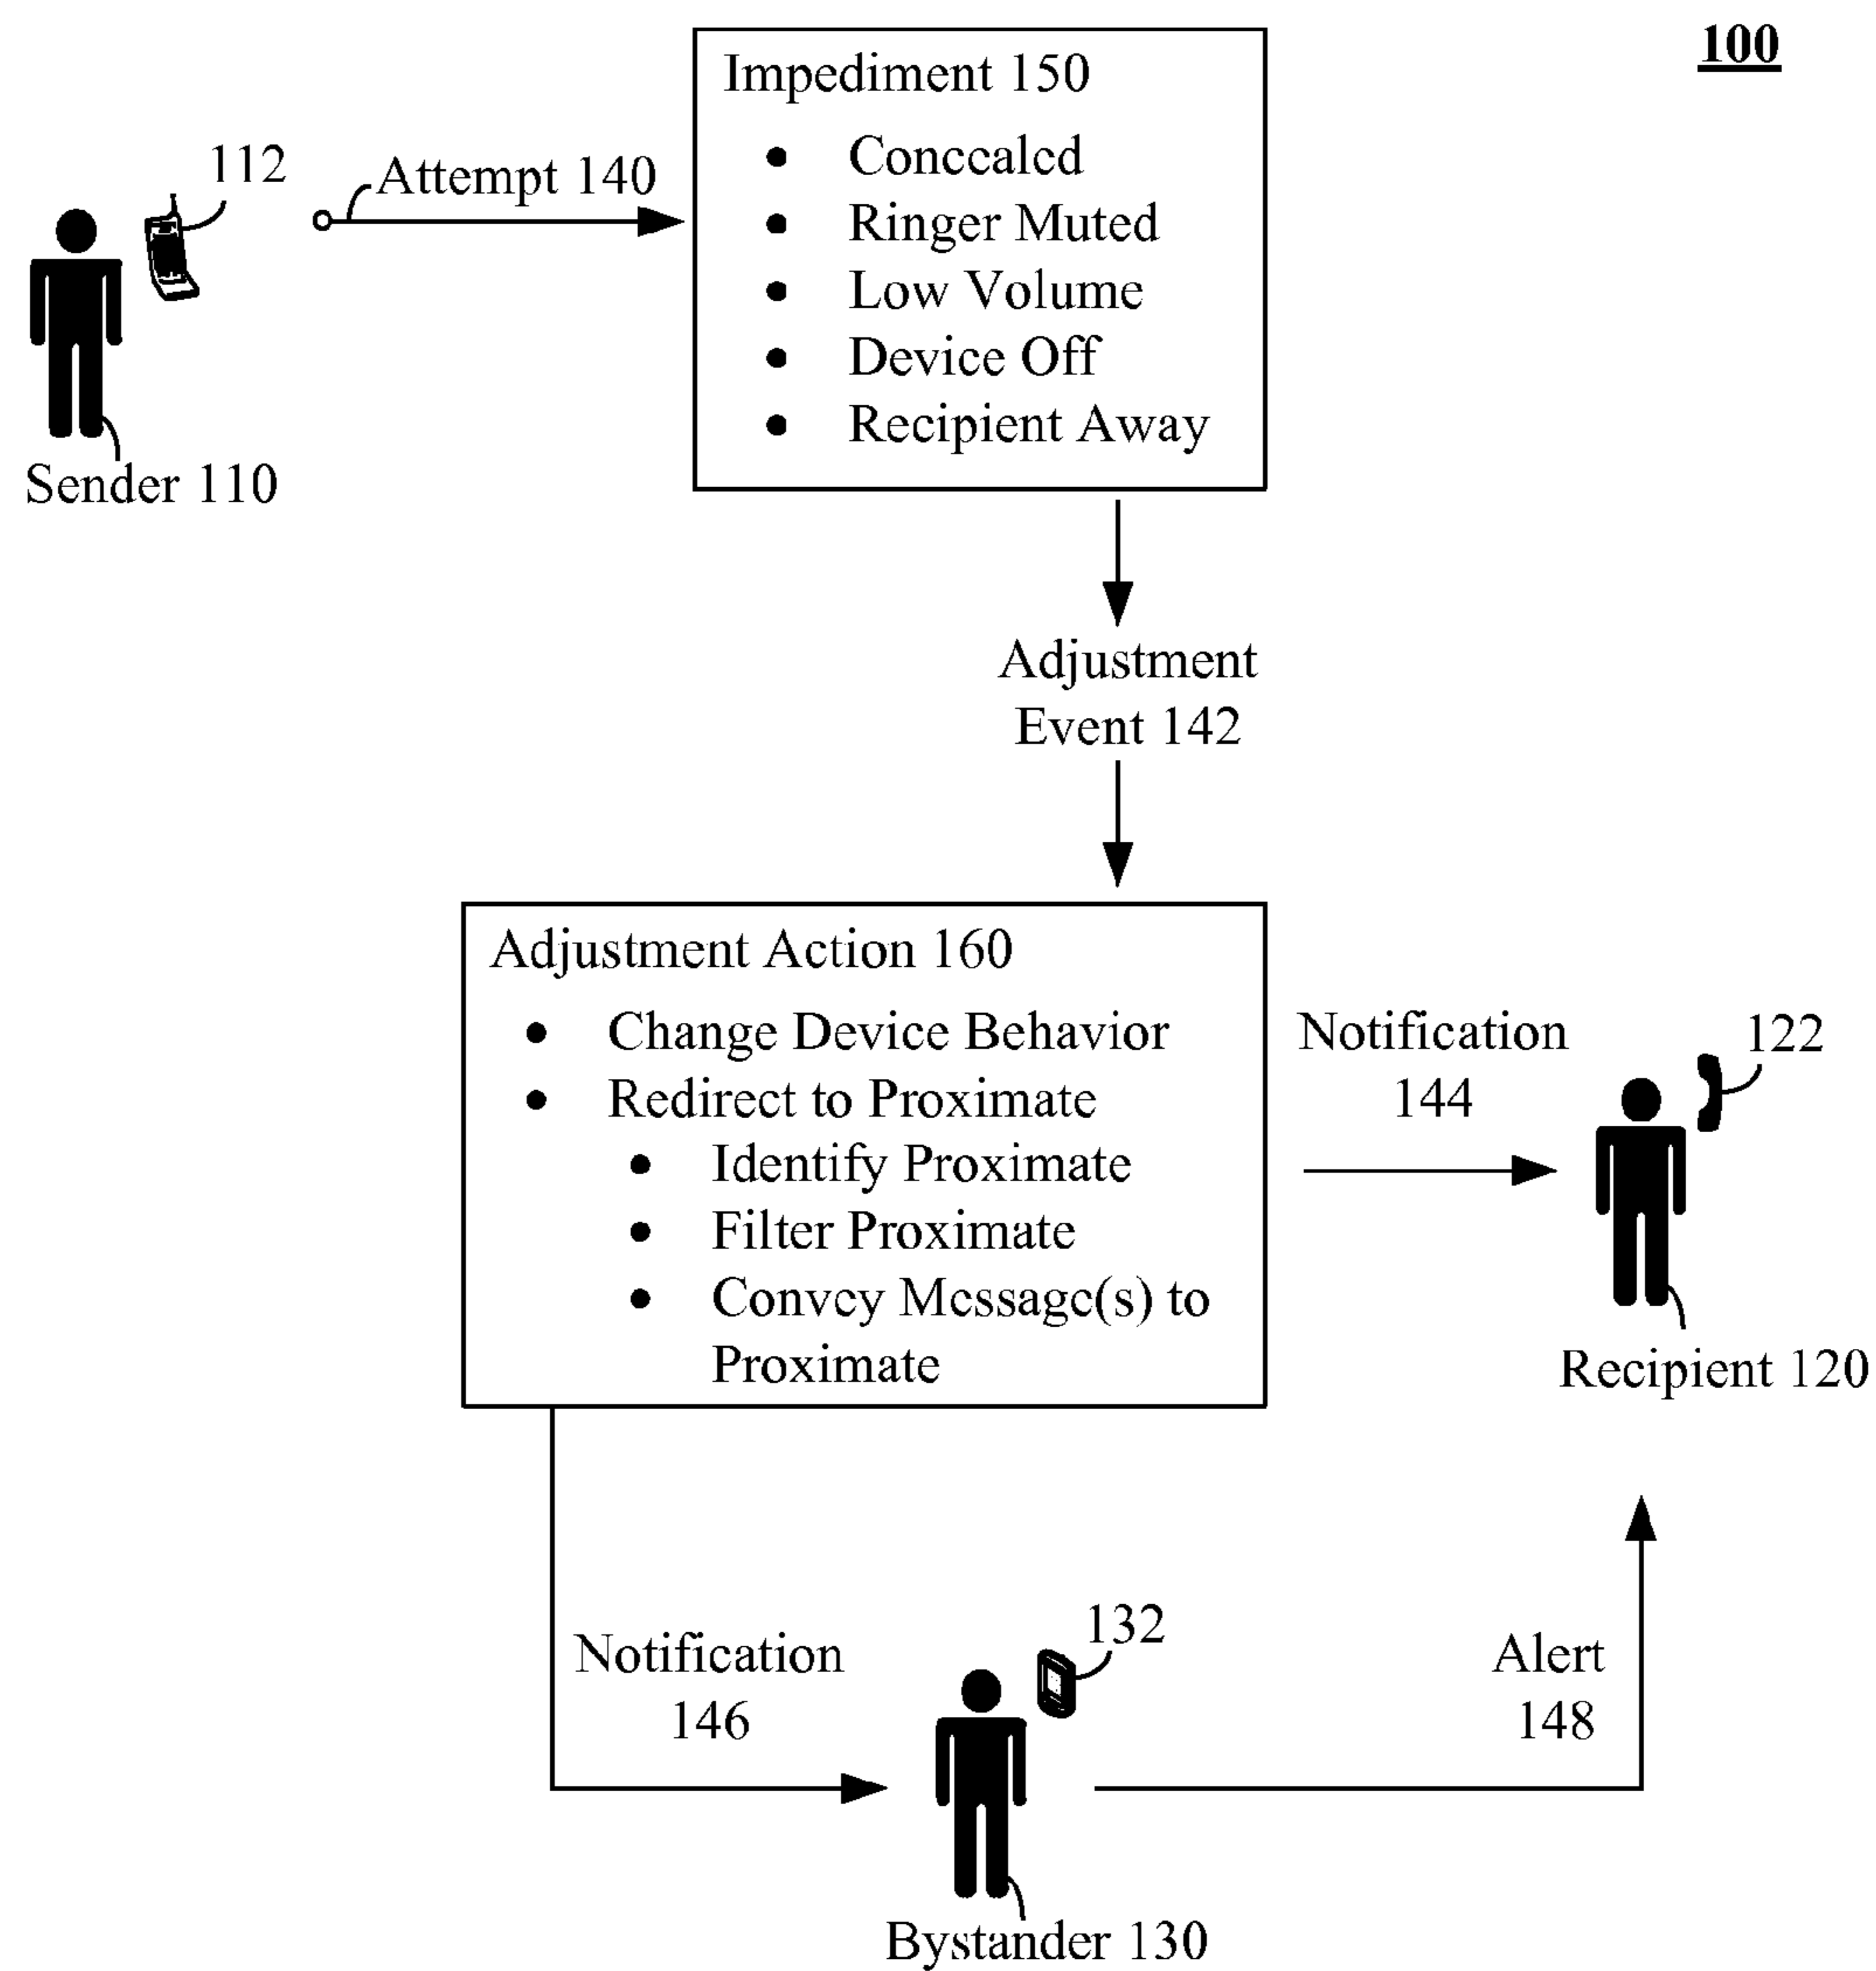 100
Impediment 150
• Concealed
• Ringer Muted
• Low Volume
• Device Off
• Recipient Away
112
Attempt 140
Sender 110
Adjustment
Event 142
Adjustment Action 160
• Change Device Behavior
• Redirect to Proximate
• Identify Proximate
• Filter Proximate
• Convey Message(s) to
Proximate
Notification
144
122
Recipient 120
Notification
146
132
Alert
148
Bystander 130